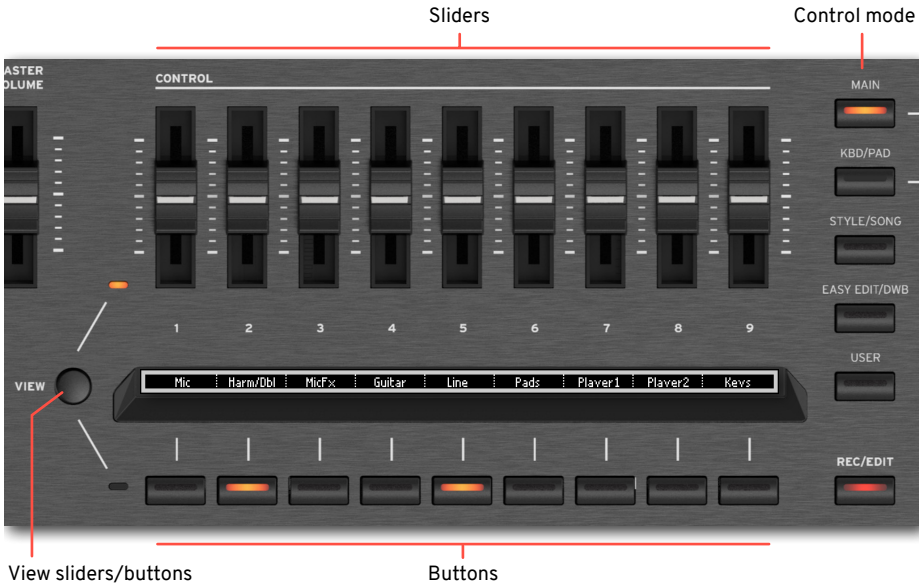 Sliders
Control mode
ASTER
OLUME
CONTROL
MAIN
KBD/PAD
STYLE/SONG
EASY EDIT/DWB
1 2 3 4 5 6 7 8 9
USER
VIEW
Mic Harm/Dbl MicFx Guitar Line Pads Player1 Player2 Keys
REC/EDIT
View sliders/buttons
Buttons